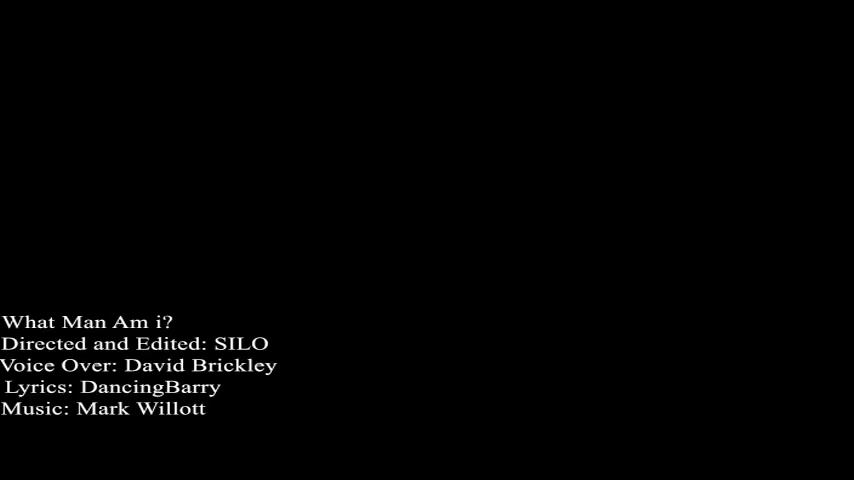 What Man Am i?
Directed and Edited: SILO
Voice Over: David Brickley
Lyrics: DancingBarry
Music: Mark Willott